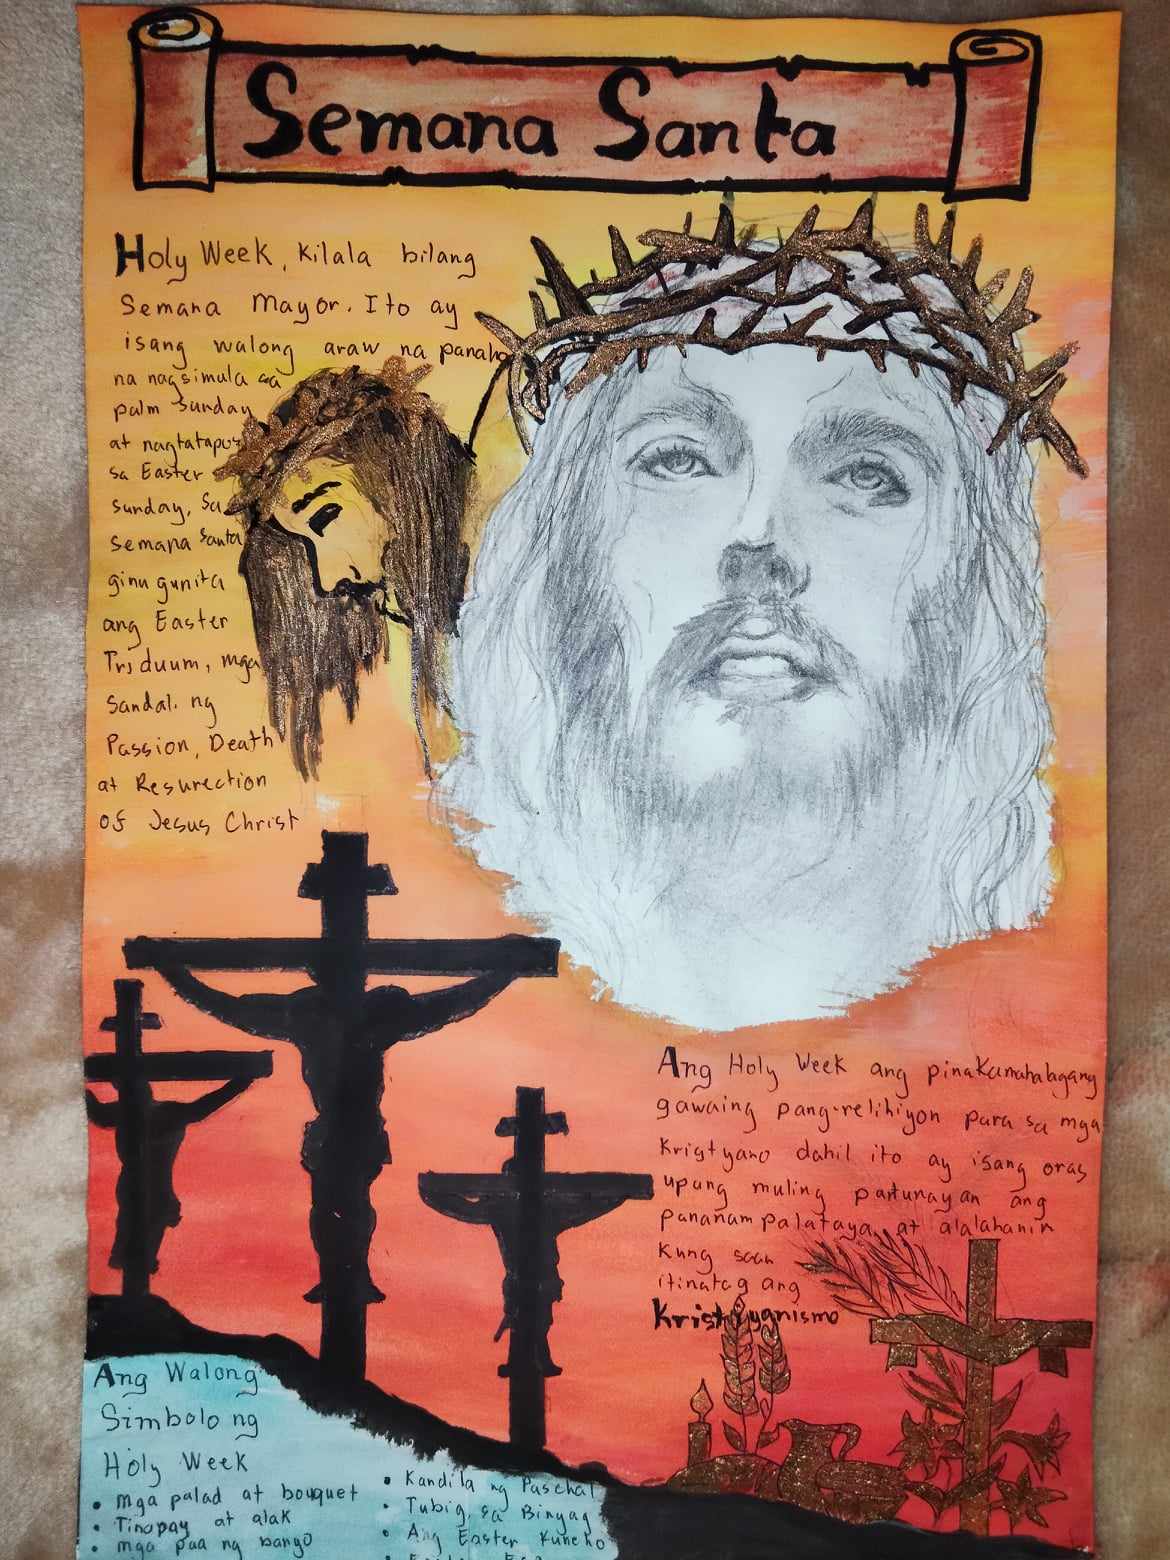 Semana Santa
Holy Week, kilala bilang
Semana Mayor. Ito ay
isang walong araw na panaho
na nagsimula sa
palm Sunday
at nagtatapos
sa Easter
sunday, Sa
semana Santa
ginu gunita
ang Easter
Triduum, mga
Sandali ng
Passion, Death
at Resurection
of Jesus Christ
Ang Holy Week ang pinakamahalagang
gawaing pang-relihiyon para sa mga
Kristyano dahil ito ay isang oras
upang muling patunayan ang
pananampalataya, at alalahanin
kung saan
itinatag ang
Ang Walong
Simbolo ng
Holy Week
• mga palad at bouquet
• Tinapay at alak
• mga paa ng bango
• Kandila ng Paschal
• Tubig sa Binyag
• Ang Easter Kuneho